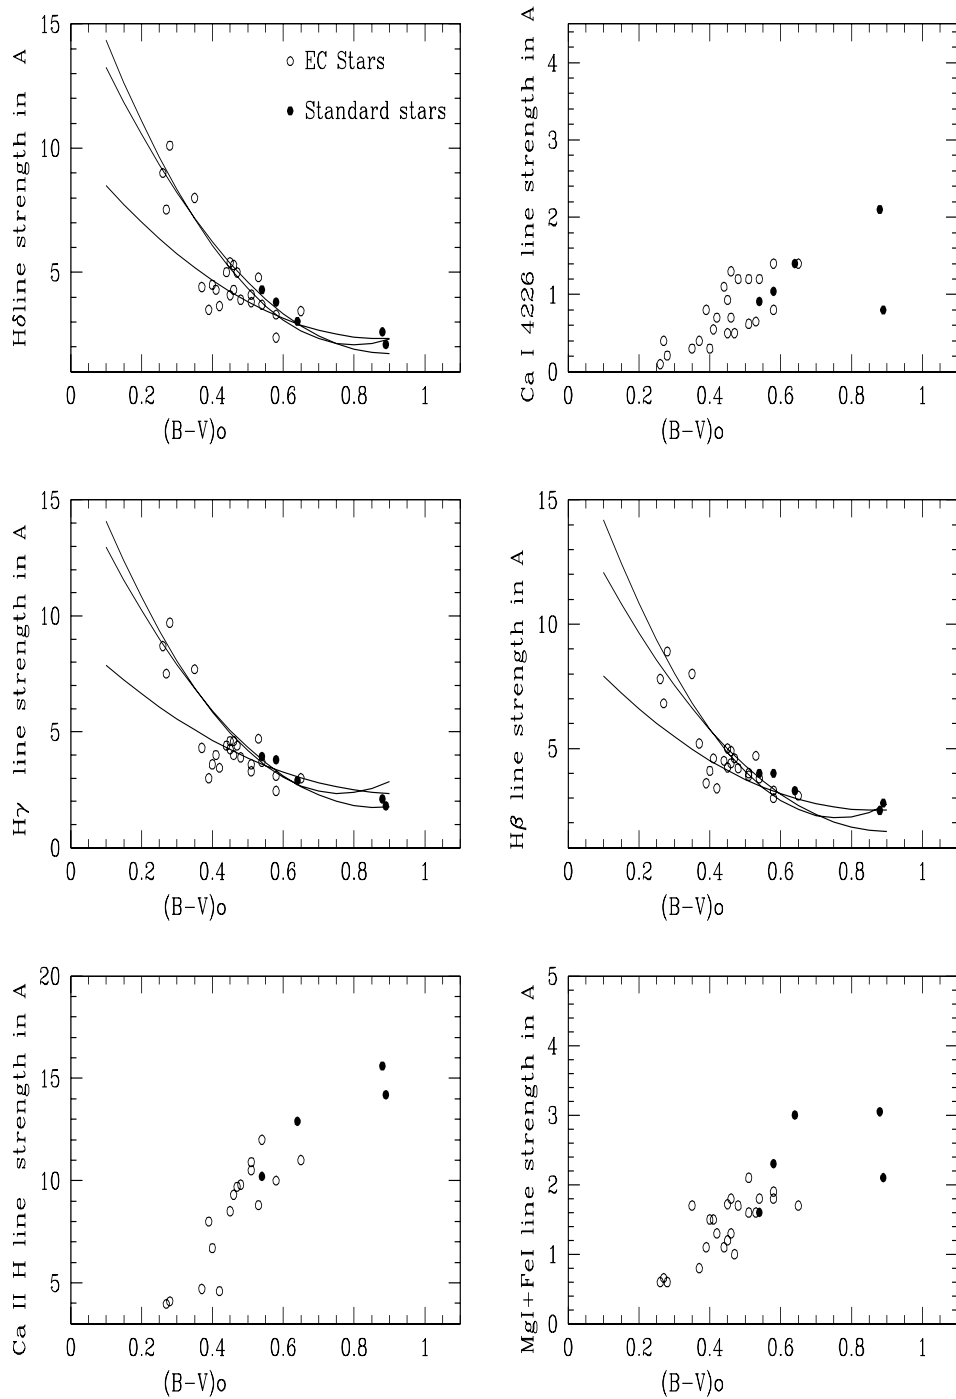 15
10
5
Hδline strength in A
EC Stars
Standard stars
0 0.2 0.4 0.6 0.8 1
(B-V)o
4
3
2
1
0
Ca I 4226 line strength in A
0 0.2 0.4 0.6 0.8 1
(B-V)o
15
10
5
0
Hγ line strength in A
0 0.2 0.4 0.6 0.8 1
(B-V)o
15
10
5
Hβ line strength in A
0 0.2 0.4 0.6 0.8 1
(B-V)o
20
15
10
5
Ca II H line strength in A
0 0.2 0.4 0.6 0.8 1
(B-V)o
5
4
3
2
1
0
MgI+FeI line strength in A
0 0.2 0.4 0.6 0.8 1
(B-V)o